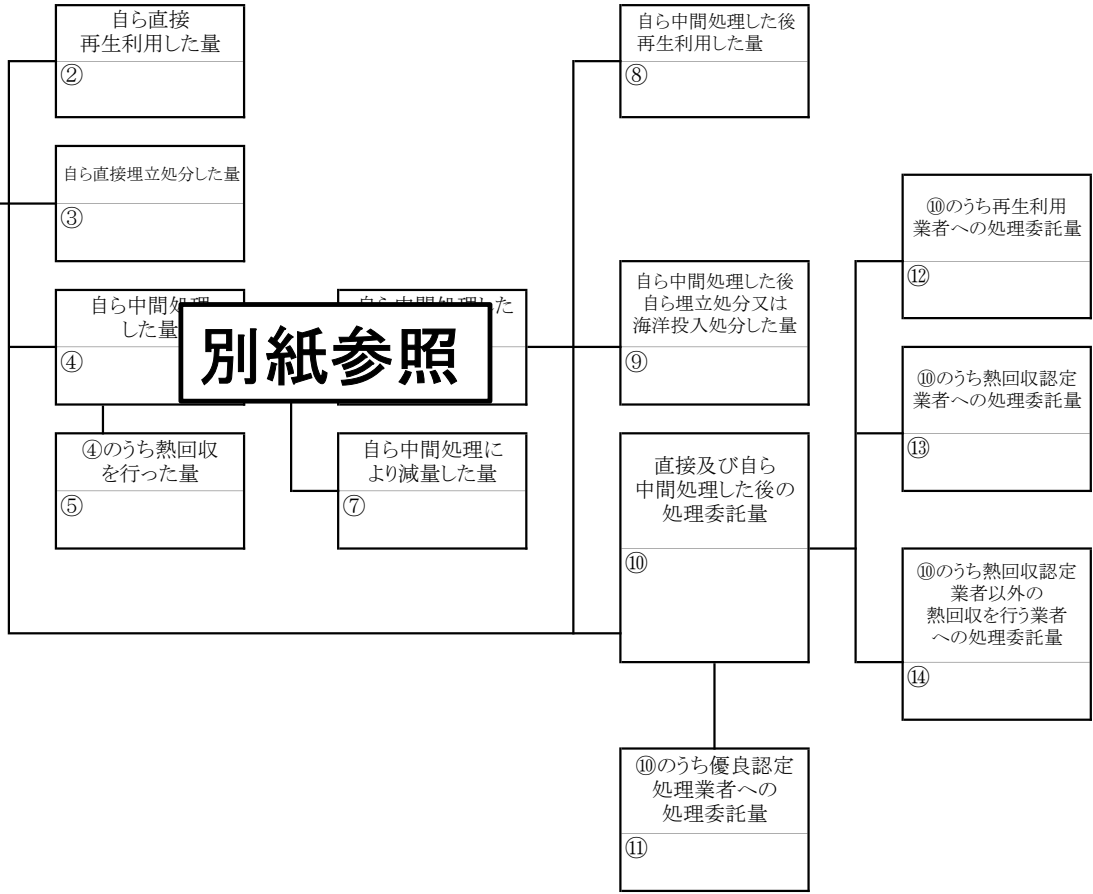 自ら直接
再生利用した量
②
自ら直接埋立処分した量
③
自ら中間処理
した量
④
④のうち熱回収
を行った量
⑤
自ら中間処理した
別紙参照
自ら中間処理に
より減量した量
⑦
自ら中間処理した後
再生利用した量
⑧
自ら中間処理した後
自ら埋立処分又は
海洋投入処分した量
⑨
直接及び自ら
中間処理した後の
処理委託量
⑩
⑩のうち優良認定
処理業者への
処理委託量
⑪
⑩のうち再生利用
業者への処理委託量
⑫
⑩のうち熱回収認定
業者への処理委託量
⑬
⑩のうち熱回収認定
業者以外の
熱回収を行う業者
への処理委託量
⑭